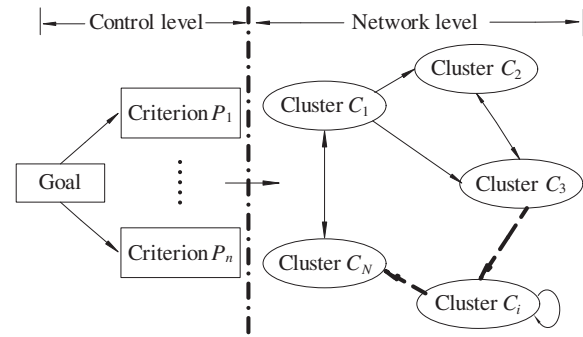 Control level
Network level
Criterion P1
Goal
Criterion Pn
Cluster C1
Cluster C2
Cluster C3
Cluster CN
Cluster Ci